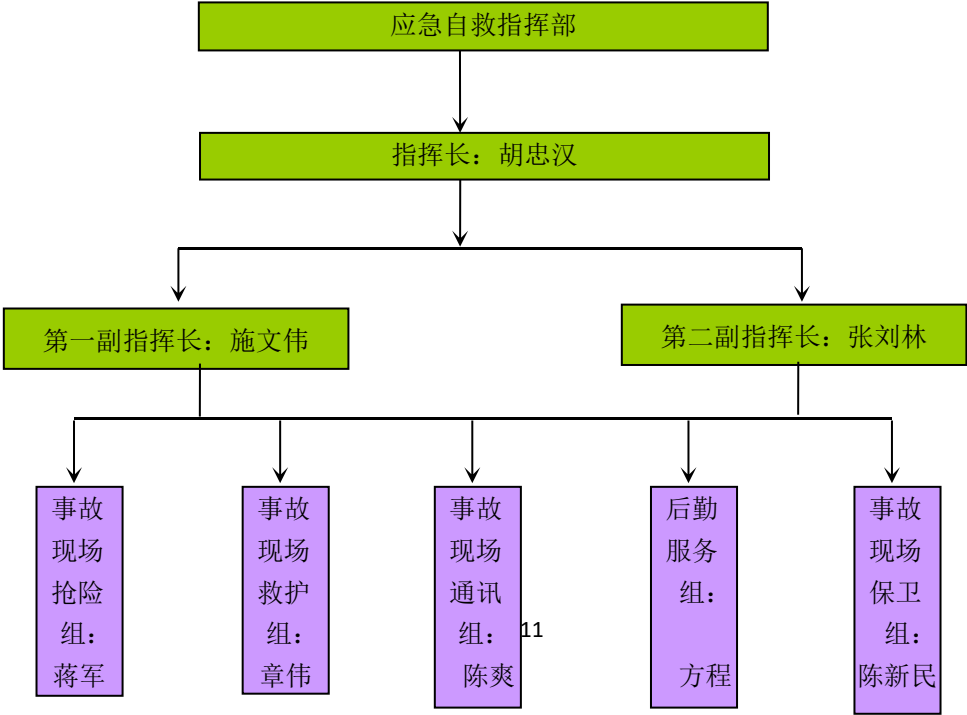 应急自救指挥部
指挥长：胡忠汉
第一副指挥长：施文伟
第二副指挥长：张刘林
事故
现场
抢险
组：
蒋军
事故
现场
救护
组：
章伟
事故
现场
通讯
组：
陈爽
后勤
服务
组：
方程
事故
现场
保卫
组：
陈新民
11